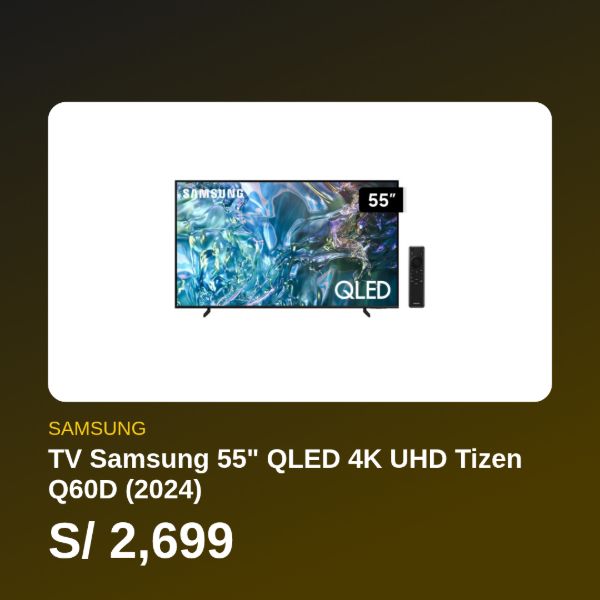 SAMSUNG
55"
QLED
SAMSUNG
TV Samsung 55" QLED 4K UHD Tizen
Q60D (2024)
S/ 2,699